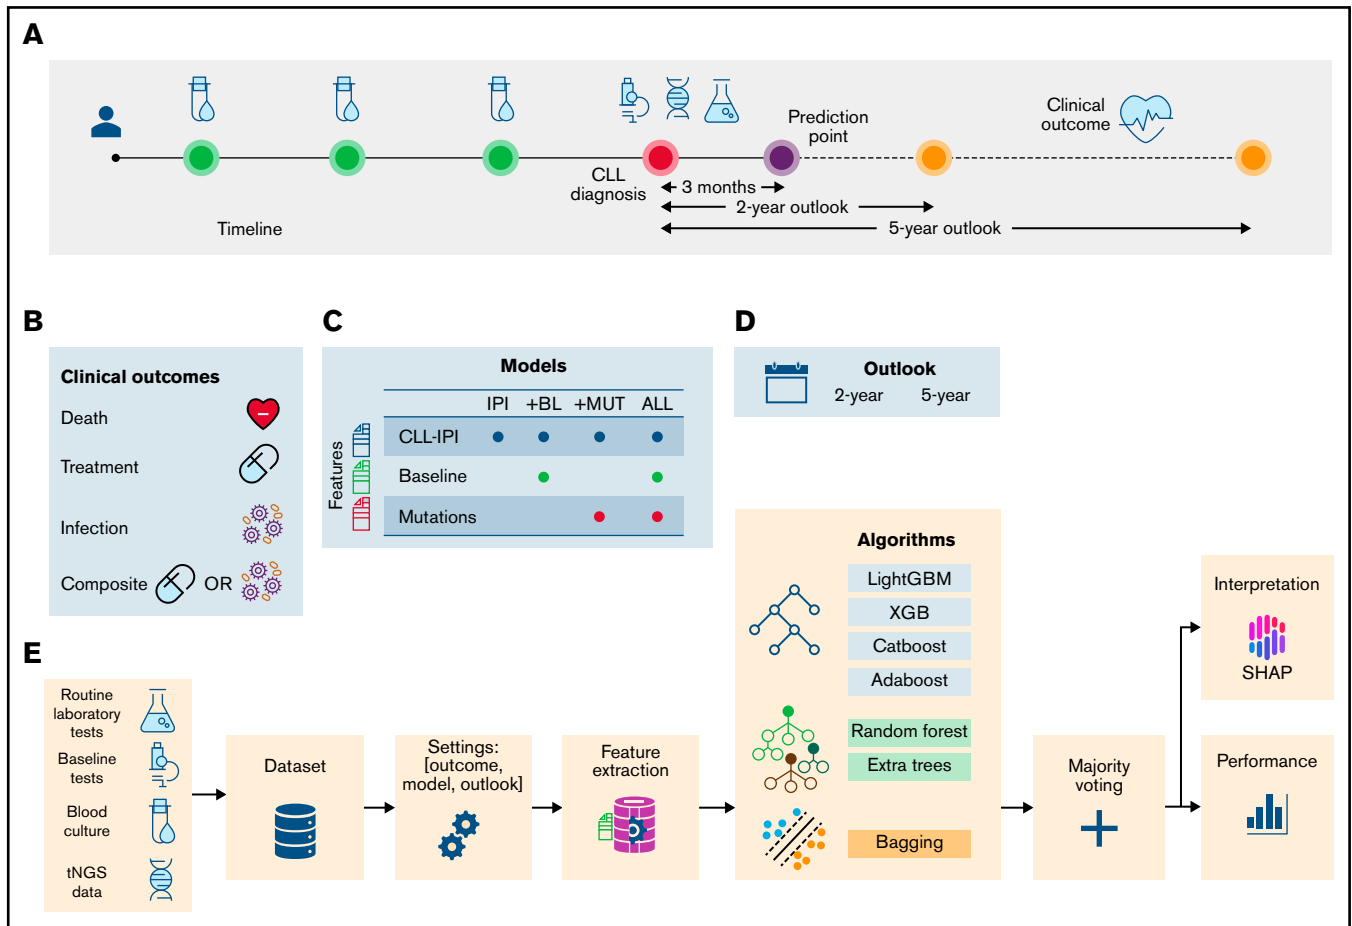 A
Prediction
point
Clinical
outcome
CLL
diagnosis
3 months
2-year outlook
5-year outlook
Timeline
B
Clinical outcomes
Death
Treatment
Infection
Composite OR
C
Models
IPI +BL +MUT ALL
Features
CLL-IPI
Baseline
Mutations
D
Outlook
2-year 5-year
E
Routine
laboratory
tests
Baseline
tests
Blood
culture
tNGS
data
Dataset
Settings:
[outcome,
model, outlook]
Feature
extraction
Algorithms
LightGBM
XGB
Catboost
Adaboost
Random forest
Extra trees
Bagging
Majority
voting
Interpretation
SHAP
Performance